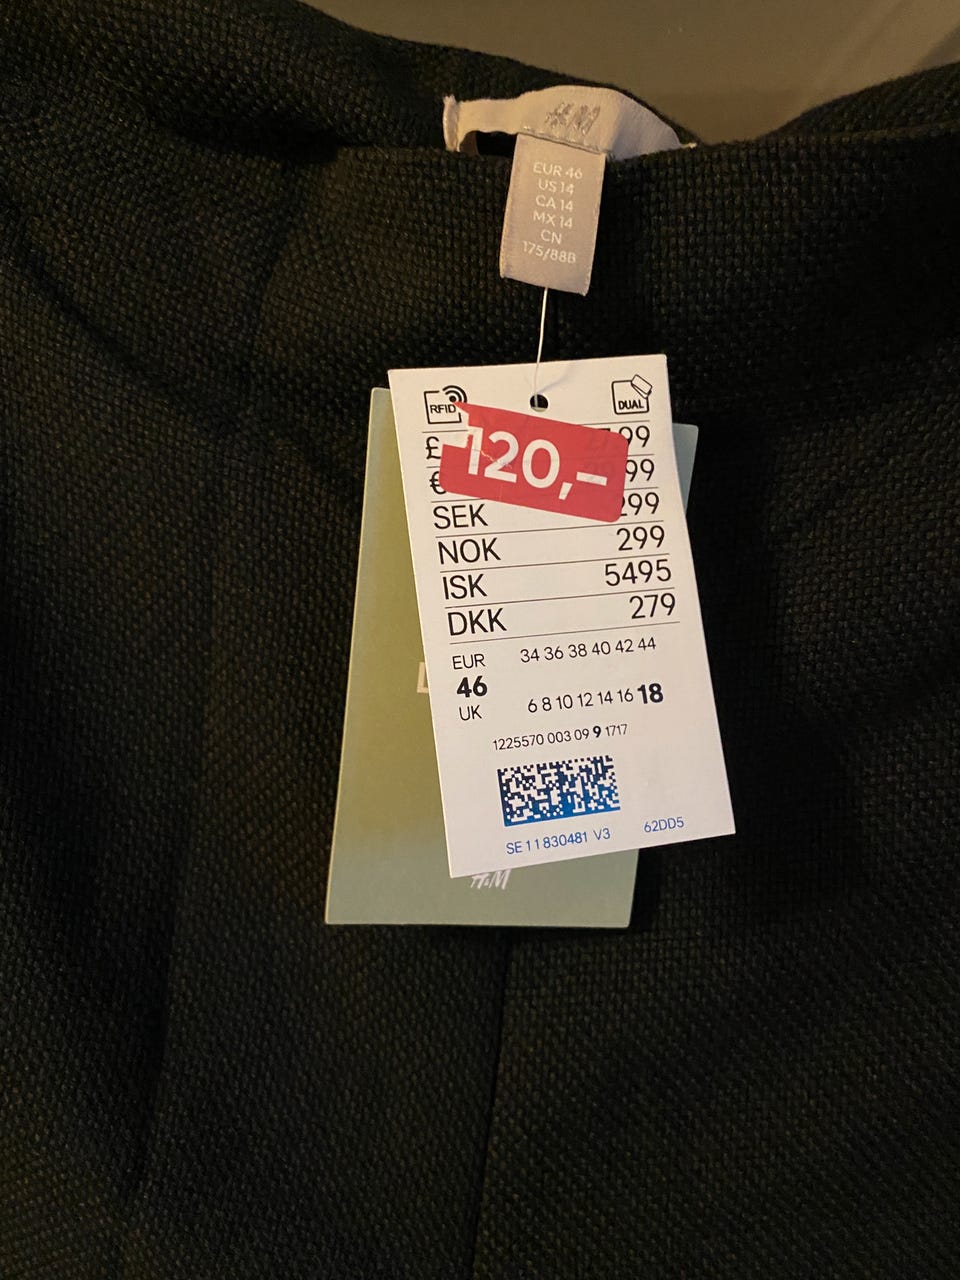 H&M
EUR 46
US 14
CA 14
MX 14
CN
175/88B
RFID
DUAL
£ 99
120,-
€ 99
SEK 299
NOK 299
ISK 5495
DKK 279
EUR 34 36 38 40 42 44
46
UK 6 8 10 12 14 16 18
1225570 003 09 9 1717
SE 11 830481 V3 62DD5
H&M